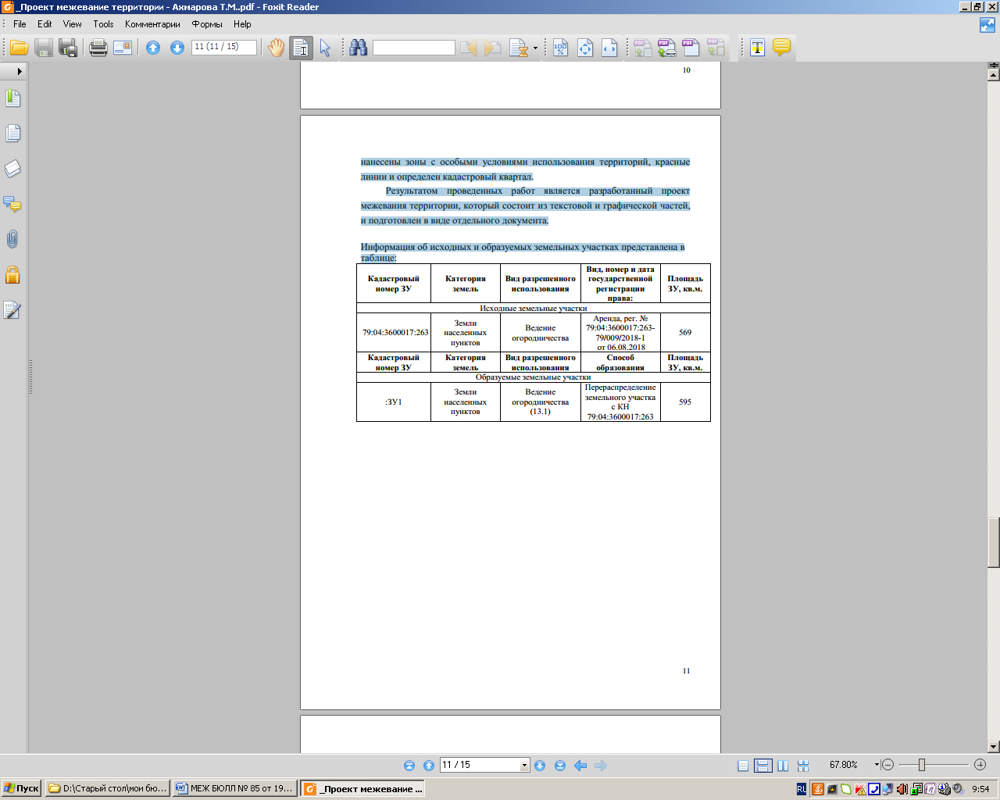 _Проект межевание территории - Ахмарова Т.М..pdf - Foxit Reader
File Edit View Tools Комментарии Формы Help
11 (11 / 15)
10
нанесены зоны с особыми условиями использования территорий, красные
линии и определен кадастровый квартал.
Результатом проведенных работ является разработанный проект
межевания территории, который состоит из текстовой и графической частей,
и подготовлен в виде отдельного документа.
Информация об исходных и образуемых земельных участках представлена в
таблице:
Кадастровый номер ЗУ
Категория земель
Вид разрешенного использования
Вид, номер и дата государственной регистрации права:
Площадь ЗУ, кв.м.
Исходные земельные участки
79:04:3600017:263
Земли населенных пунктов
Ведение огородничества
Аренда, рег. № 79:04:3600017:263-79/009/2018-1 от 06.08.2018
569
Кадастровый номер ЗУ
Категория земель
Вид разрешенного использования
Способ образования
Площадь ЗУ, кв.м.
Образуемые земельные участки
:ЗУ1
Земли населенных пунктов
Ведение огородничества (13.1)
Перераспределение земельного участка с КН 79:04:3600017:263
595
11
11 / 15
67.80%
Пуск
D:\Старый стол\мои бю...
МЕЖ БЮЛЛ № 85 от 19...
_Проект межевание ...
RU
9:54